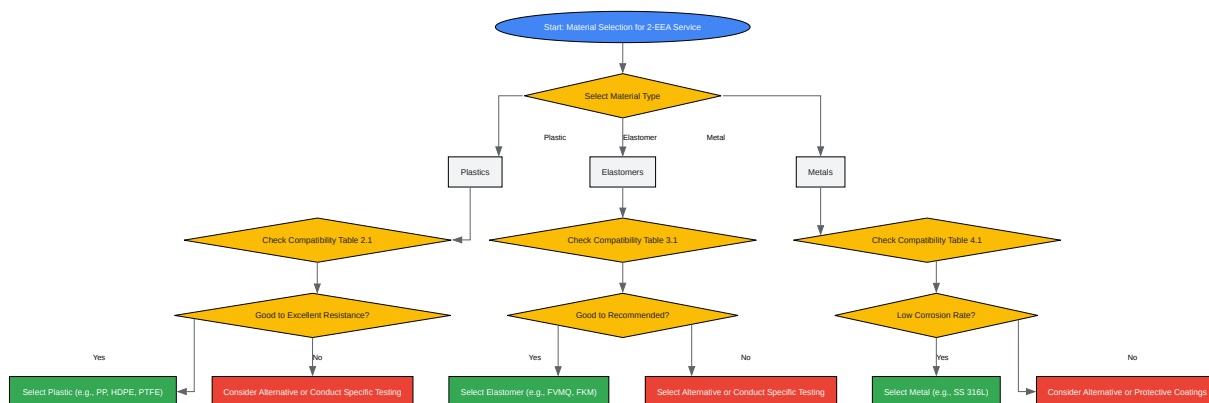 Start: Material Selection for 2-EEA Service
Select Material Type
Plastic
Elastomer
Metal
Plastics
Elastomers
Metals
Check Compatibility Table 2.1
Check Compatibility Table 3.1
Check Compatibility Table 4.1
Good to Excellent Resistance?
Good to Recommended?
Low Corrosion Rate?
Yes
No
Yes
No
Yes
No
Select Plastic (e.g., PP, HDPE, PTFE)
Consider Alternative or Conduct Specific Testing
Select Elastomer (e.g., FVMQ, FKM)
Select Alternative or Conduct Specific Testing
Select Metal (e.g., SS 316L)
Consider Alternative or Protective Coatings